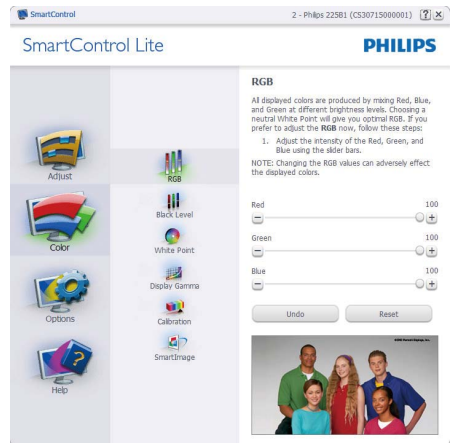 SmartControl
2 - Philips 225B1 (CS30715000001)
SmartControl Lite
PHILIPS
Adjust
Color
Options
Help
RGB
Black Level
White Point
Display Gamma
Calibration
SmartImage
RGB
All displayed colors are produced by mixing Red, Blue,
and Green at different brightness levels. Choosing a
neutral White Point will give you optimal RGB. If you
prefer to adjust the RGB now, follow these steps:
1. Adjust the intensity of the Red, Green, and
Blue using the slider bars.
NOTE: Changing the RGB values can adversely effect
the displayed colors.
Red 100
Green 100
Blue 100
Undo Reset